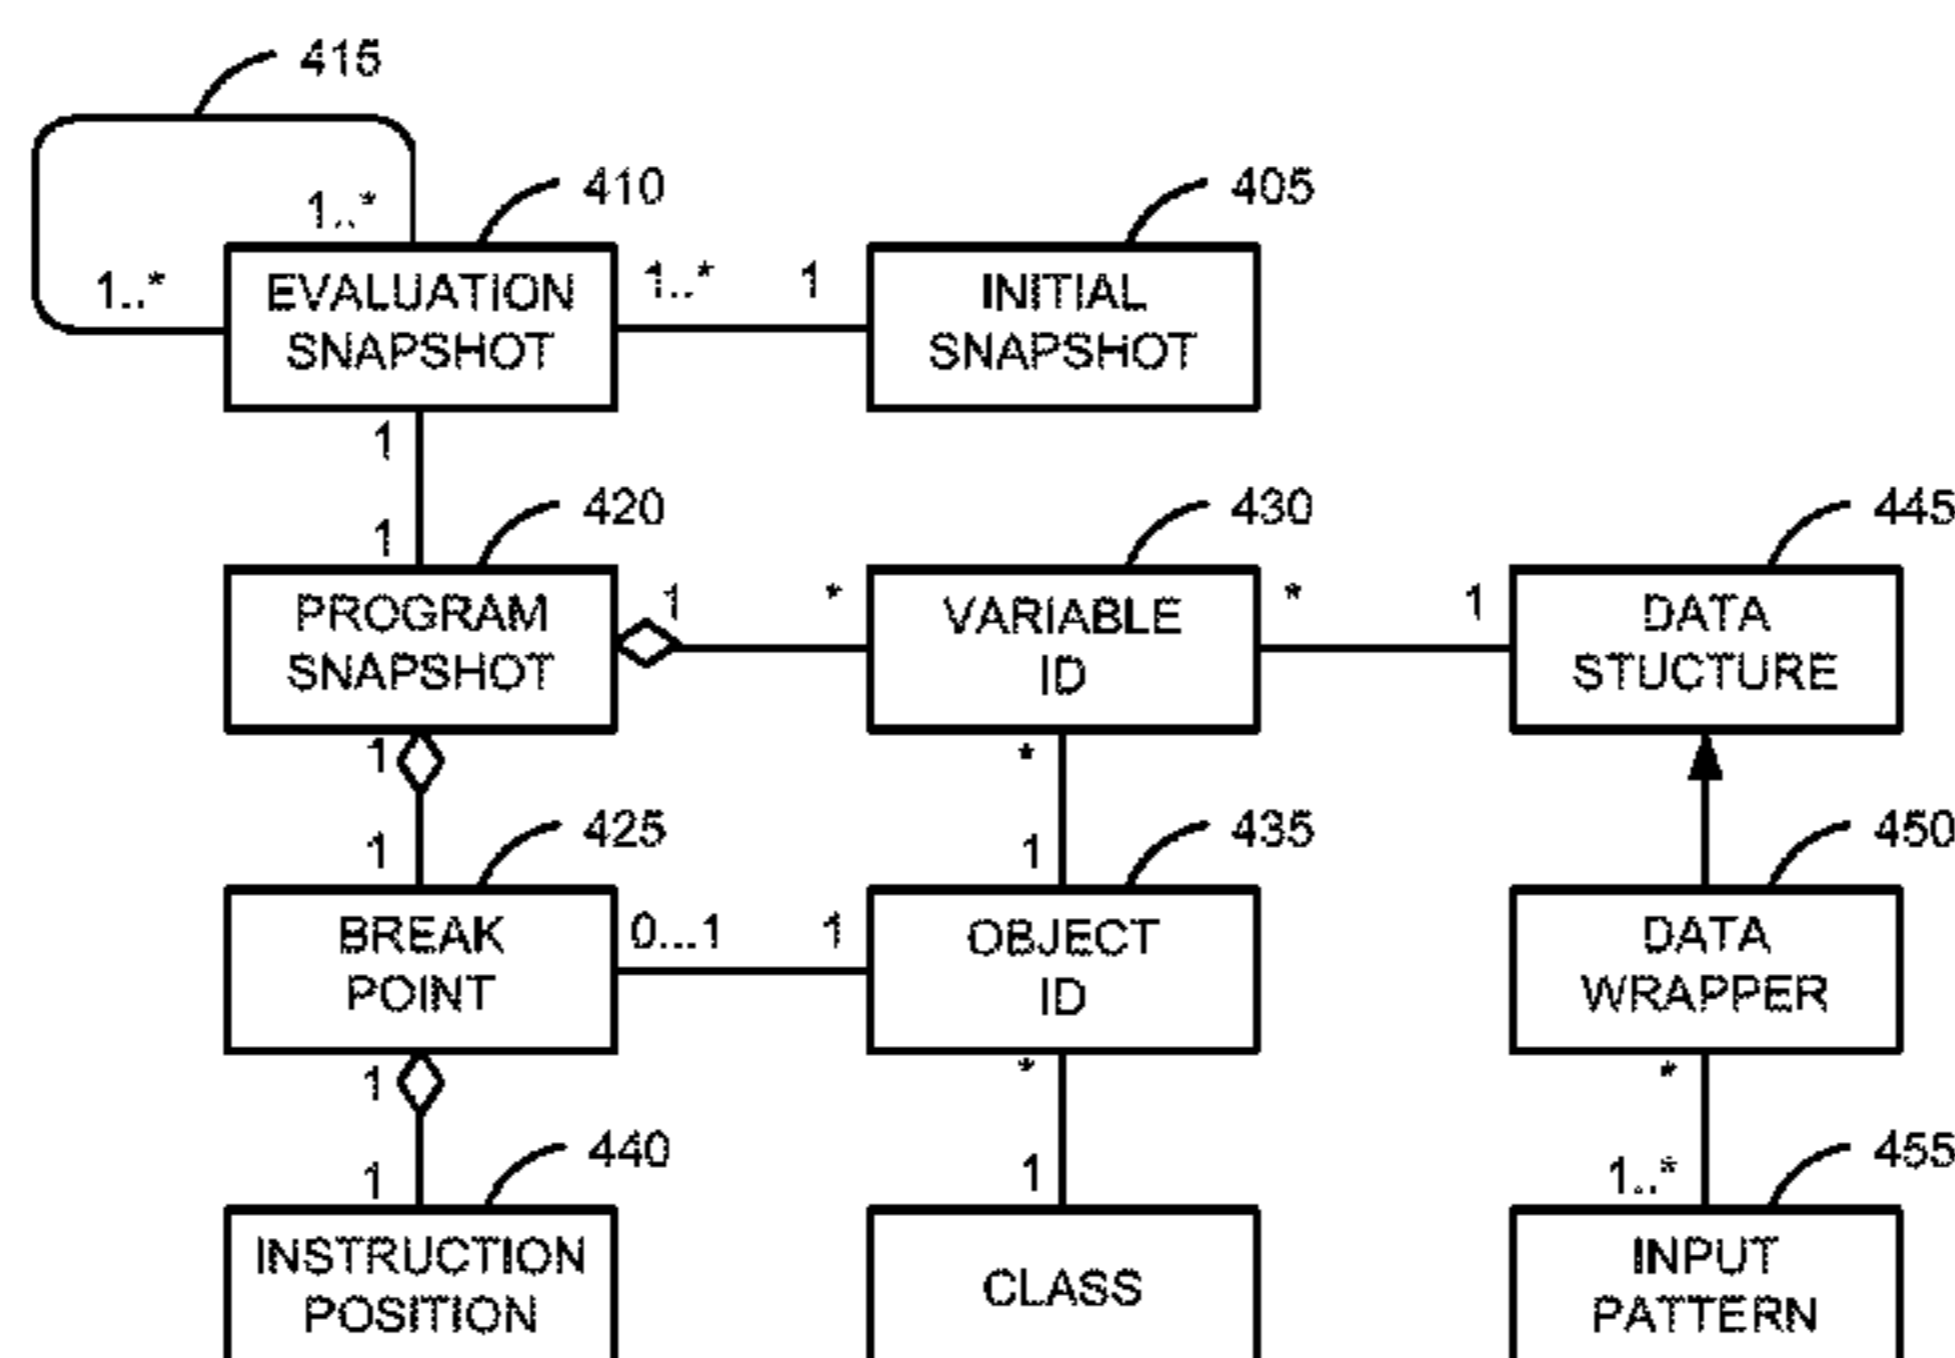 415
410
405
1..*
1..*
EVALUATION
SNAPSHOT
1..*
1
INITIAL
SNAPSHOT
1
420
430
445
1
PROGRAM
SNAPSHOT
1
*
VARIABLE
ID
*
1
DATA
STUCTURE
1
*
425
435
450
1
1
BREAK
POINT
0...1
1
OBJECT
ID
DATA
WRAPPER
1
*
*
440
455
1
1
1..*
INSTRUCTION
POSITION
CLASS
INPUT
PATTERN